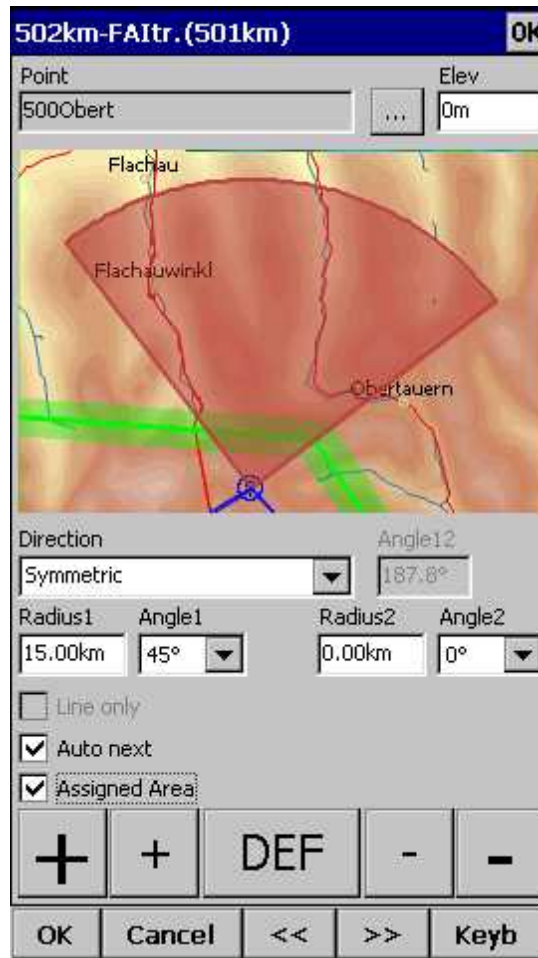 502km-FAItr.(501km) OK
Point Elev
500Obert ... 0m
Flachau
Flachauwinkl
Obertauern
Direction Angle12
Symmetric 187.8°
Radius1 Angle1 Radius2 Angle2
15.00km 45° 0.00km 0°
Line only
Auto next
Assigned Area
+ + DEF - -
OK Cancel << >> Keyb